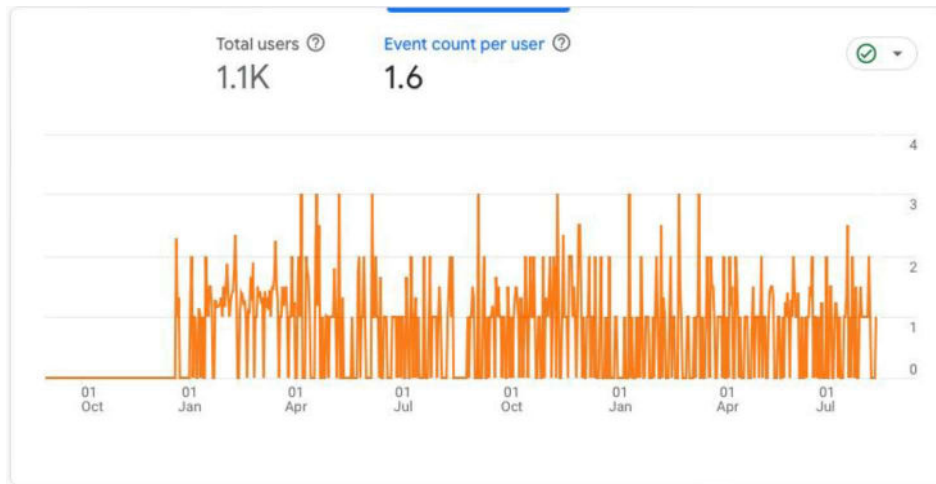 Total users
Event count per user
1.1K
1.6
4
3
2
1
0
01 Oct
01 Jan
01 Apr
01 Jul
01 Oct
01 Jan
01 Apr
01 Jul